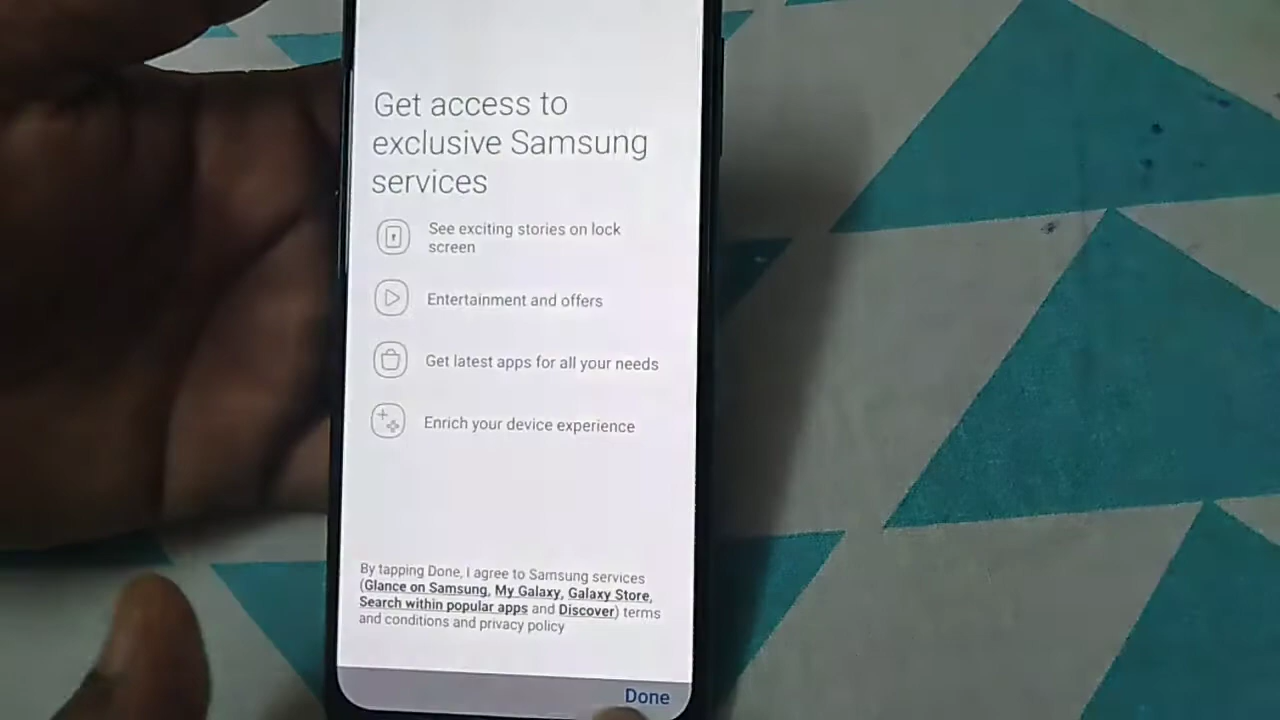 Get access to
exclusive Samsung
services
See exciting stories on lock
screen
Entertainment and offers
Get latest apps for all your needs
Enrich your device experience
By tapping Done, I agree to Samsung services
(Glance on Samsung, My Galaxy, Galaxy Store,
Search within popular apps and Discover) terms
and conditions and privacy policy
Done